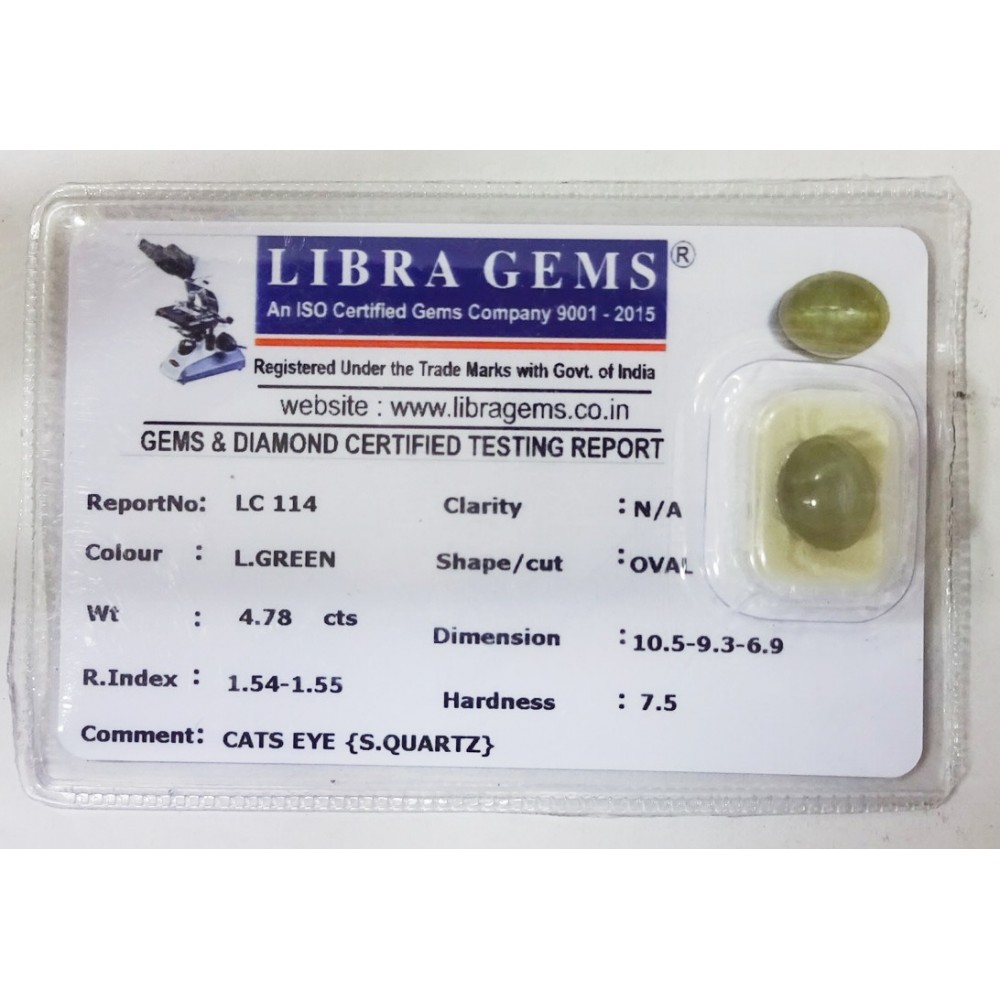 LIBRA GEMS ®
An ISO Certified Gems Company 9001 - 2015
Registered Under the Trade Marks with Govt. of India
website : www.libragems.co.in
GEMS & DIAMOND CERTIFIED TESTING REPORT
ReportNo: LC 114 Clarity : N/A
Colour : L.GREEN Shape/cut : OVAL
Wt : 4.78 cts Dimension : 10.5-9.3-6.9
R.Index : 1.54-1.55 Hardness : 7.5
Comment: CATS EYE {S.QUARTZ}